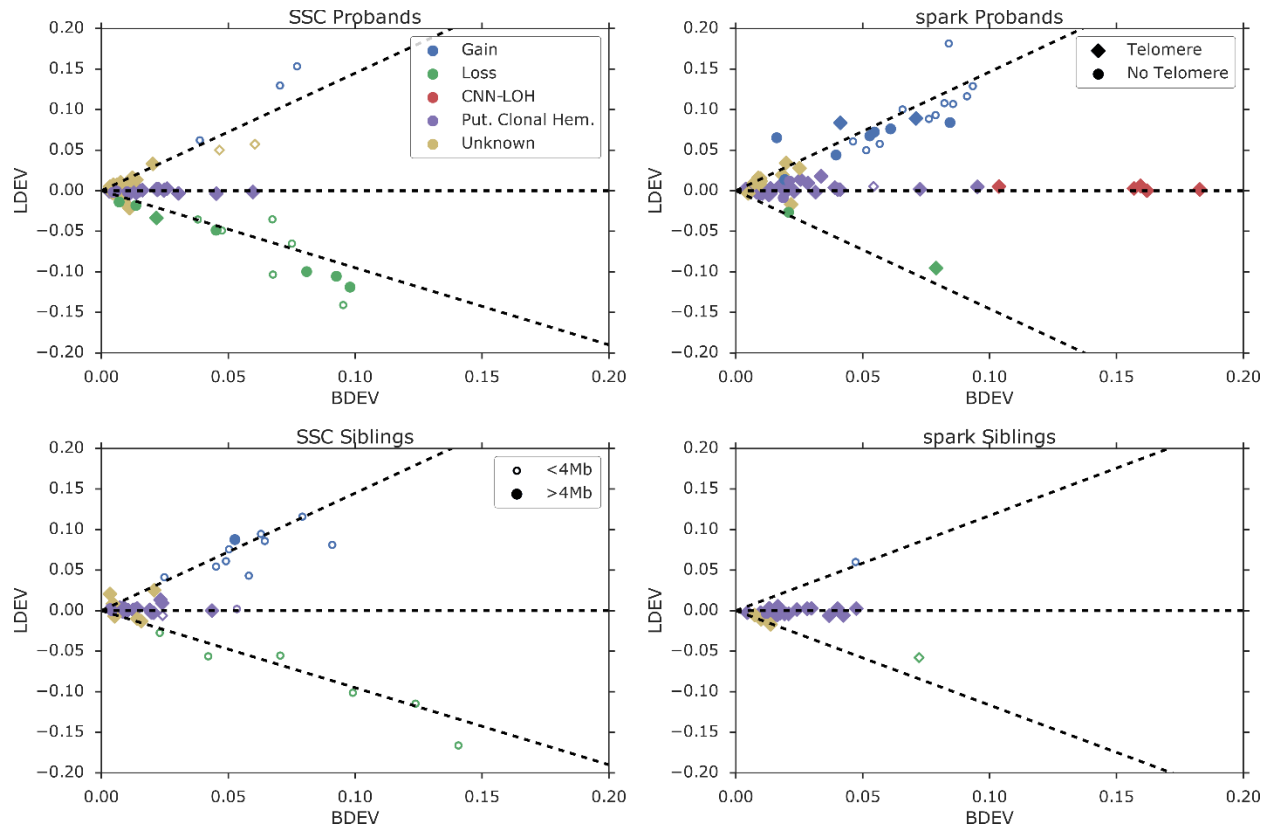 SSC Probands
0.20
0.15
0.10
0.05
0.00
−0.05
−0.10
−0.15
−0.20
LDEV
0.00 0.05 0.10 0.15 0.20
BDEV
Gain
Loss
CNN-LOH
Put. Clonal Hem.
Unknown
spark Probands
0.20
0.15
0.10
0.05
0.00
−0.05
−0.10
−0.15
−0.20
LDEV
0.00 0.05 0.10 0.15 0.20
BDEV
Telomere
No Telomere
SSC Siblings
0.20
0.15
0.10
0.05
0.00
−0.05
−0.10
−0.15
−0.20
LDEV
0.00 0.05 0.10 0.15 0.20
BDEV
<4Mb
>4Mb
spark Siblings
0.20
0.15
0.10
0.05
0.00
−0.05
−0.10
−0.15
−0.20
LDEV
0.00 0.05 0.10 0.15 0.20
BDEV